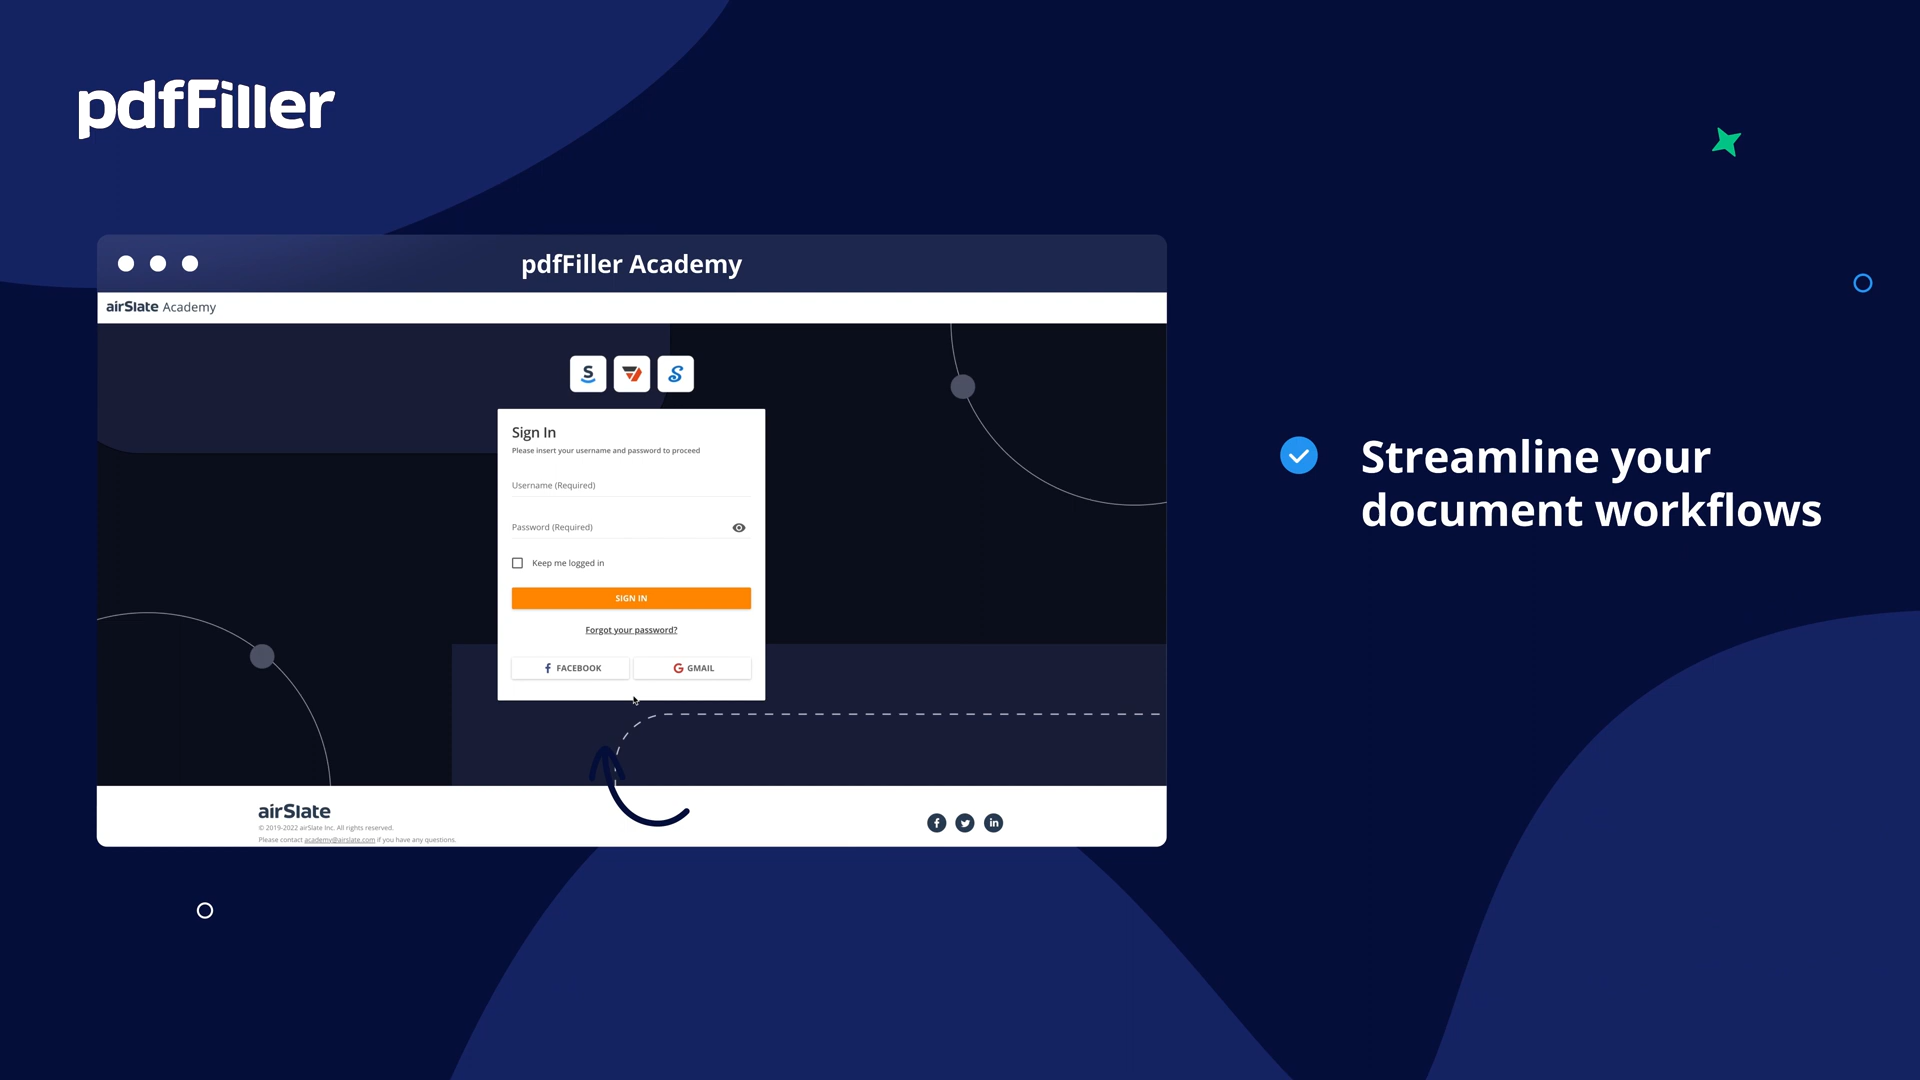 pdfFiller
pdfFiller Academy
airSlate Academy
Sign In
Please insert your username and password to proceed
Username (Required)
Password (Required)
Keep me logged in
SIGN IN
Forgot your password?
FACEBOOK
GMAIL
airSlate
© 2019-2022 airSlate Inc. All rights reserved.
Please contact academy@airslate.com if you have any questions.
Streamline your
document workflows